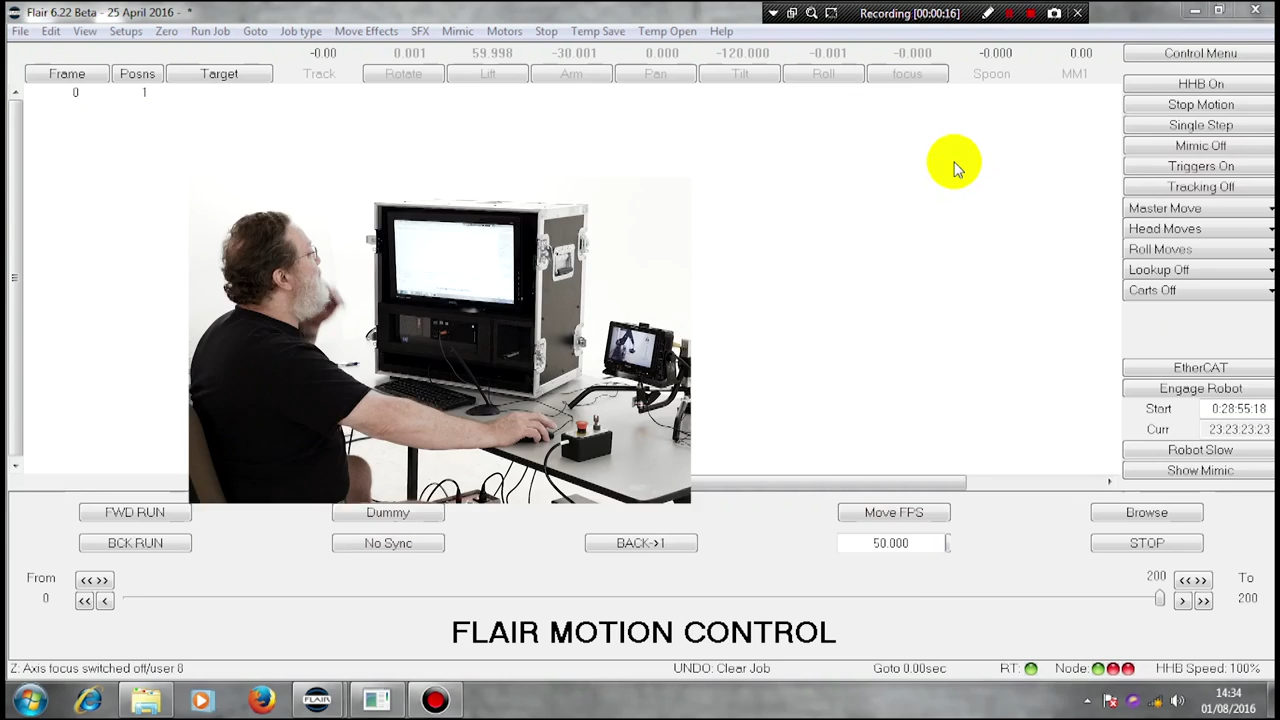 Flair 6.22 Beta - 25 April 2016 - *
Recording [00:00:16]
File Edit View Setups Zero Run Job Goto Job type Move Effects SFX Mimic Motors Stop Temp Save Temp Open Help
-0.00 0.001 59.998 -30.001 0.000 -120.000 -0.001 -0.000 -0.000 0.00
Control Menu
Frame Posns Target Track Rotate Lift Arm Pan Tilt Roll focus Spoon MM1
0 1
HHB On
Stop Motion
Single Step
Mimic Off
Triggers On
Tracking Off
Master Move
Head Moves
Roll Moves
Lookup Off
Carts Off
EtherCAT
Engage Robot
Start 0:28:55:18
Curr 23.23.23.23
Robot Slow
Show Mimic
FWD RUN Dummy Move FPS Browse
BCK RUN No Sync BACK->1 50.000 STOP
From << >> 200 << >> To
0 << < > >> 200
FLAIR MOTION CONTROL
Z: Axis focus switched off/user 8 UNDO: Clear Job Goto 0.00sec RT: Node: HHB Speed: 100%
FLAIR
14:34
01/08/2016